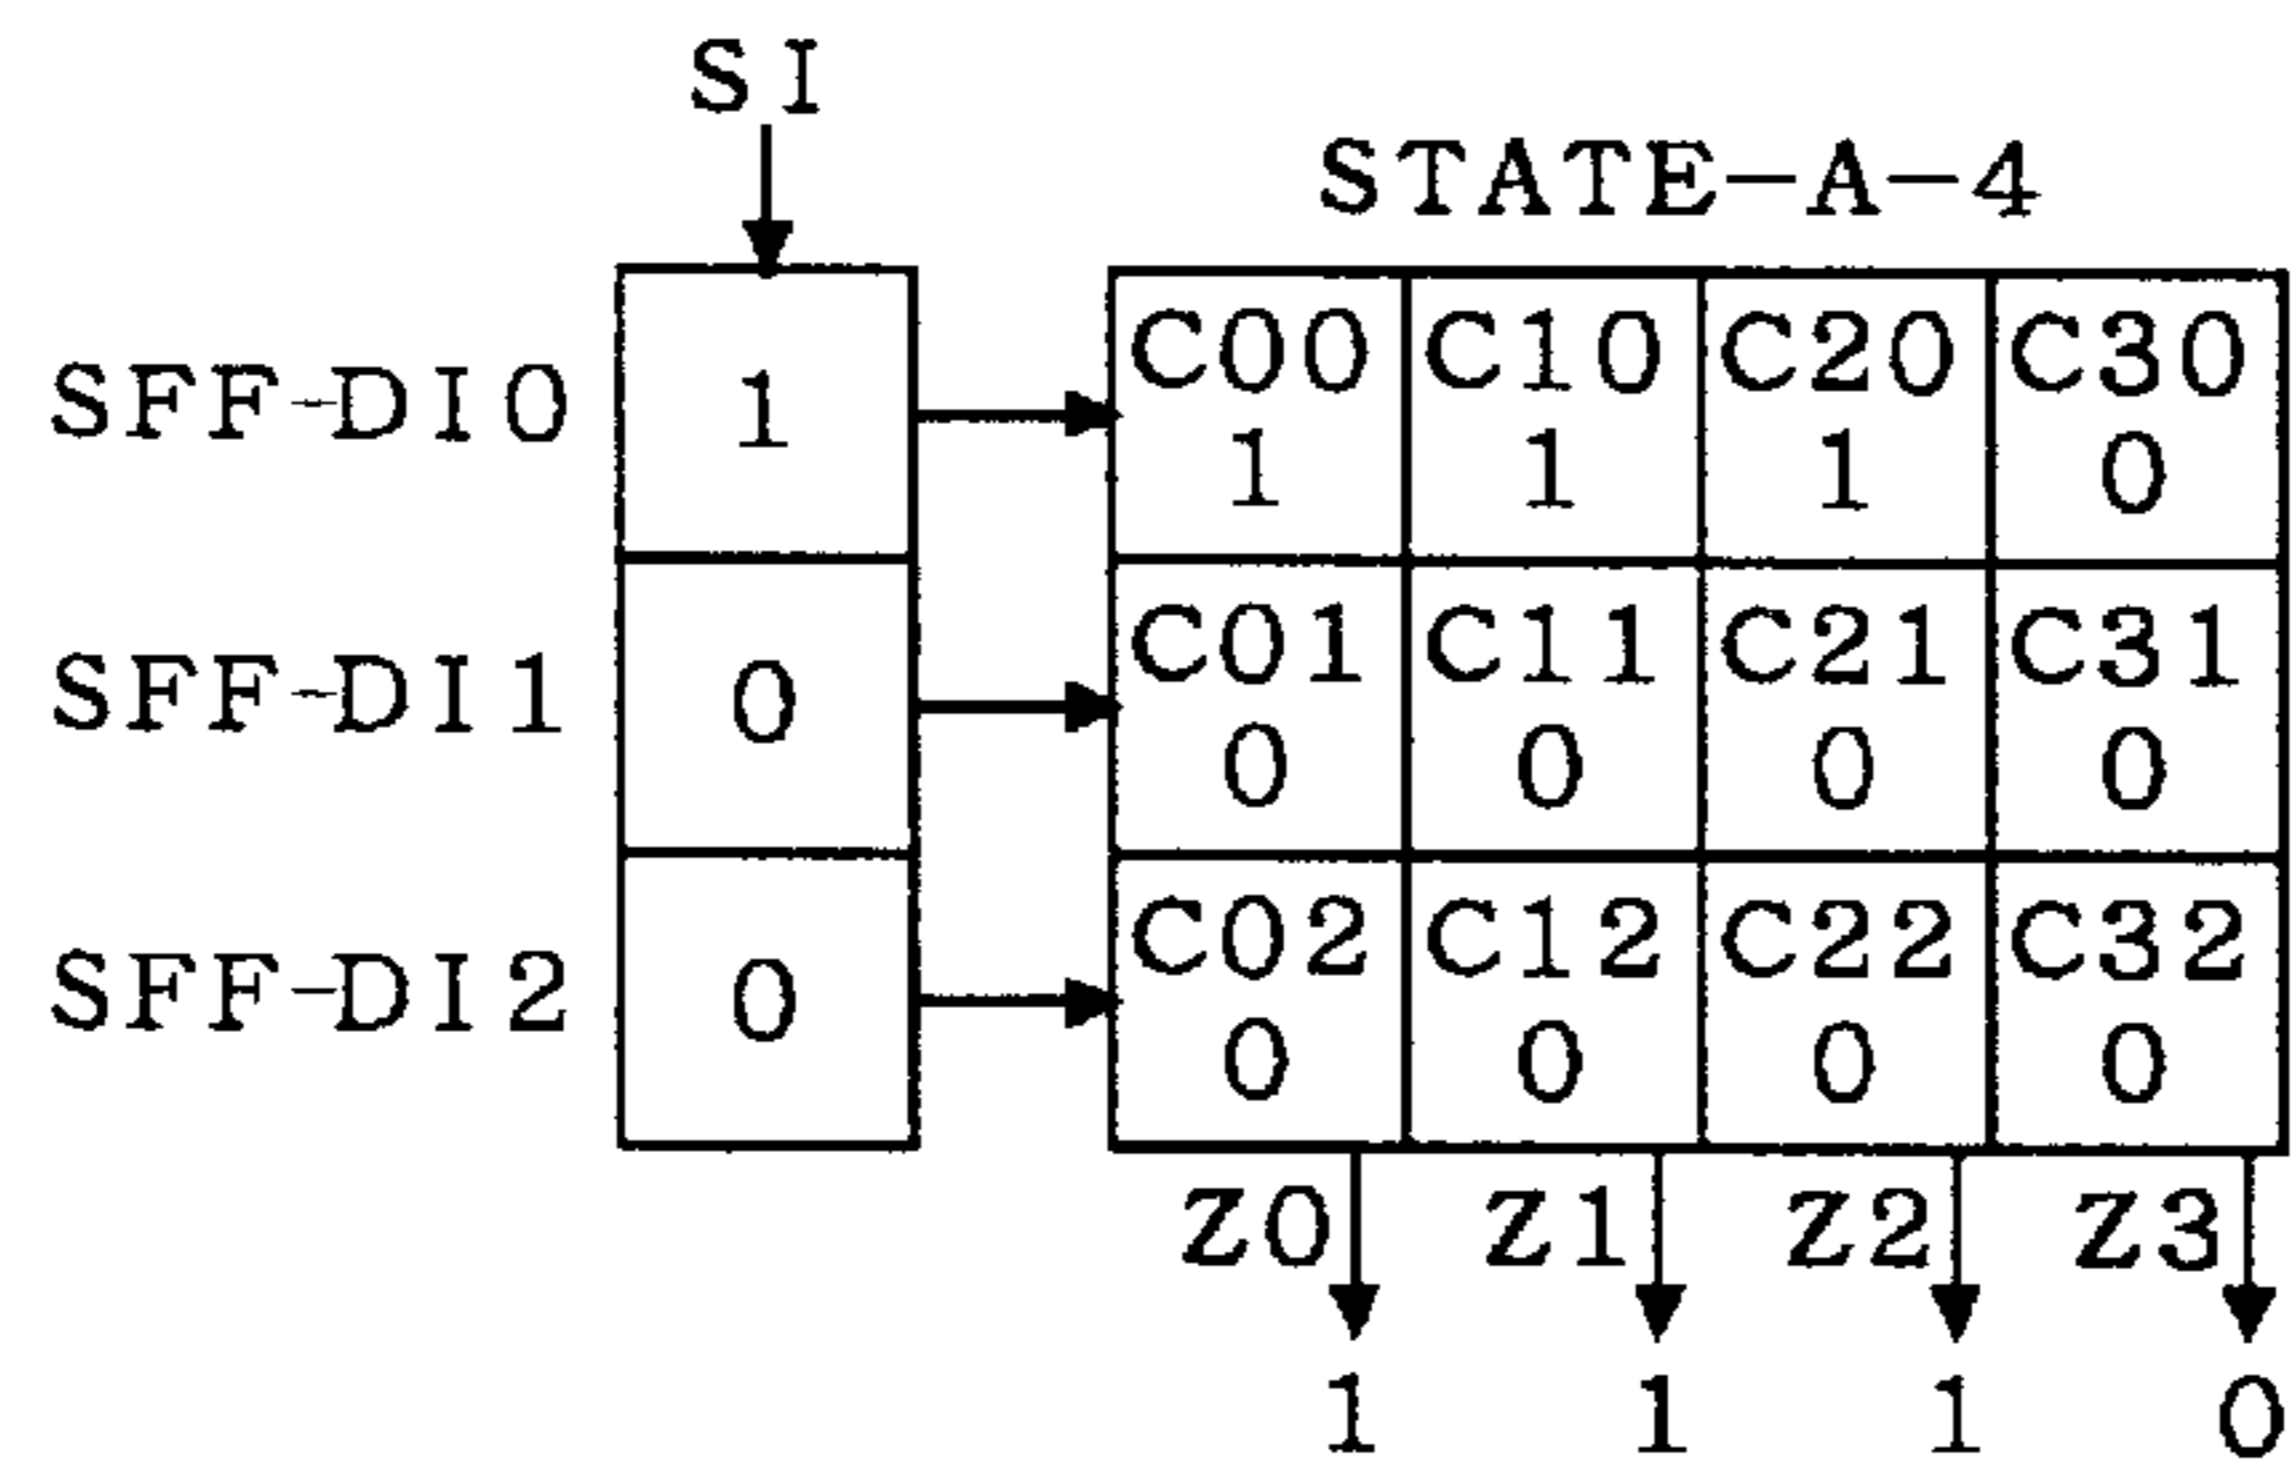 SI
STATE-A-4
SFF-DI0 1 C00 C10 C20 C30
1 1 1 0
SFF-DI1 0 C01 C11 C21 C31
0 0 0 0
SFF-DI2 0 C02 C12 C22 C32
0 0 0 0
Z0 Z1 Z2 Z3
1 1 1 0